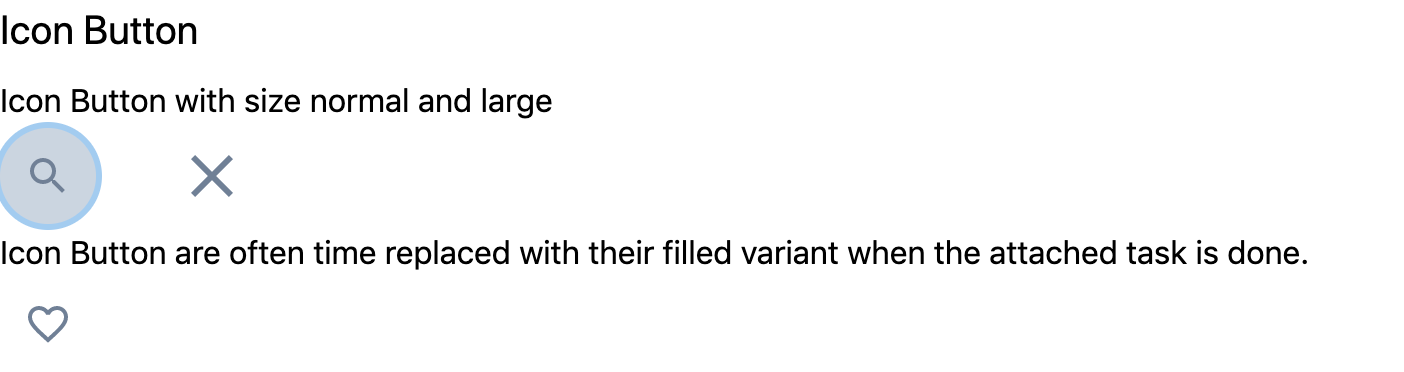 Icon Button
Icon Button with size normal and large
Icon Button are often time replaced with their filled variant when the attached task is done.